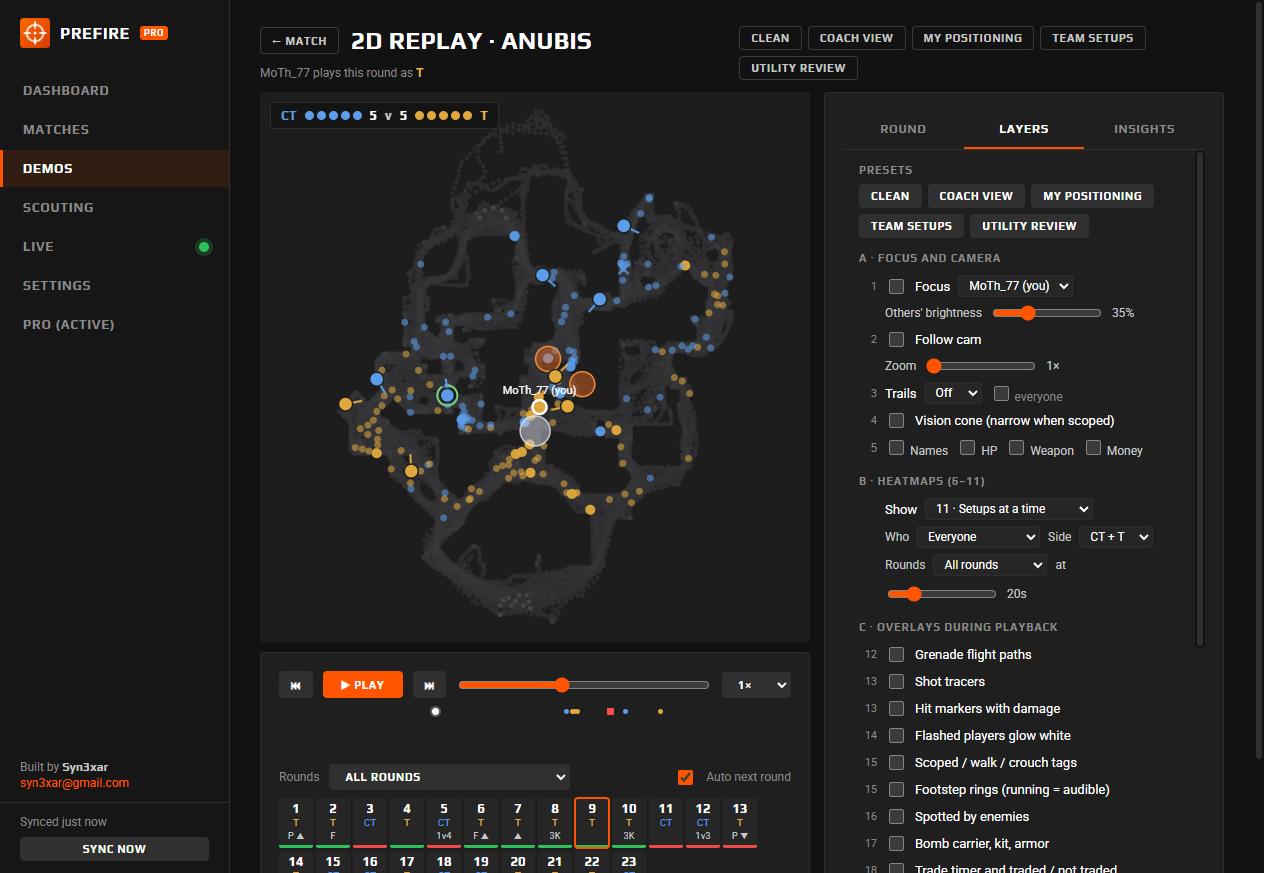 PREFIRE PRO
DASHBOARD
MATCHES
DEMOS
SCOUTING
LIVE
SETTINGS
PRO (ACTIVE)
Built by Syn3xar
syn3xar@gmail.com
Synced just now
SYNC NOW
← MATCH
2D REPLAY · ANUBIS
MoTh_77 plays this round as T
CLEAN COACH VIEW MY POSITIONING TEAM SETUPS
UTILITY REVIEW
CT 5 v 5 T
MoTh_77 (you)
PLAY 1×
Rounds ALL ROUNDS Auto next round
1 2 3 4 5 6 7 8 9 10 11 12 13
T T CT T CT T T T T T CT CT T
P ▲ F 1v4 F ▲ ▲ 3K 3K 1v3 P ▼
14 15 16 17 18 19 20 21 22 23
ROUND LAYERS INSIGHTS
PRESETS
CLEAN COACH VIEW MY POSITIONING
TEAM SETUPS UTILITY REVIEW
A · FOCUS AND CAMERA
1 Focus MoTh_77 (you)
Others' brightness 35%
2 Follow cam
Zoom 1×
3 Trails Off everyone
4 Vision cone (narrow when scoped)
5 Names HP Weapon Money
B · HEATMAPS (6–11)
Show 11 · Setups at a time
Who Everyone Side CT + T
Rounds All rounds at
20s
C · OVERLAYS DURING PLAYBACK
12 Grenade flight paths
13 Shot tracers
13 Hit markers with damage
14 Flashed players glow white
15 Scoped / walk / crouch tags
15 Footstep rings (running = audible)
16 Spotted by enemies
17 Bomb carrier, kit, armor
18 Trade timer and traded / not traded